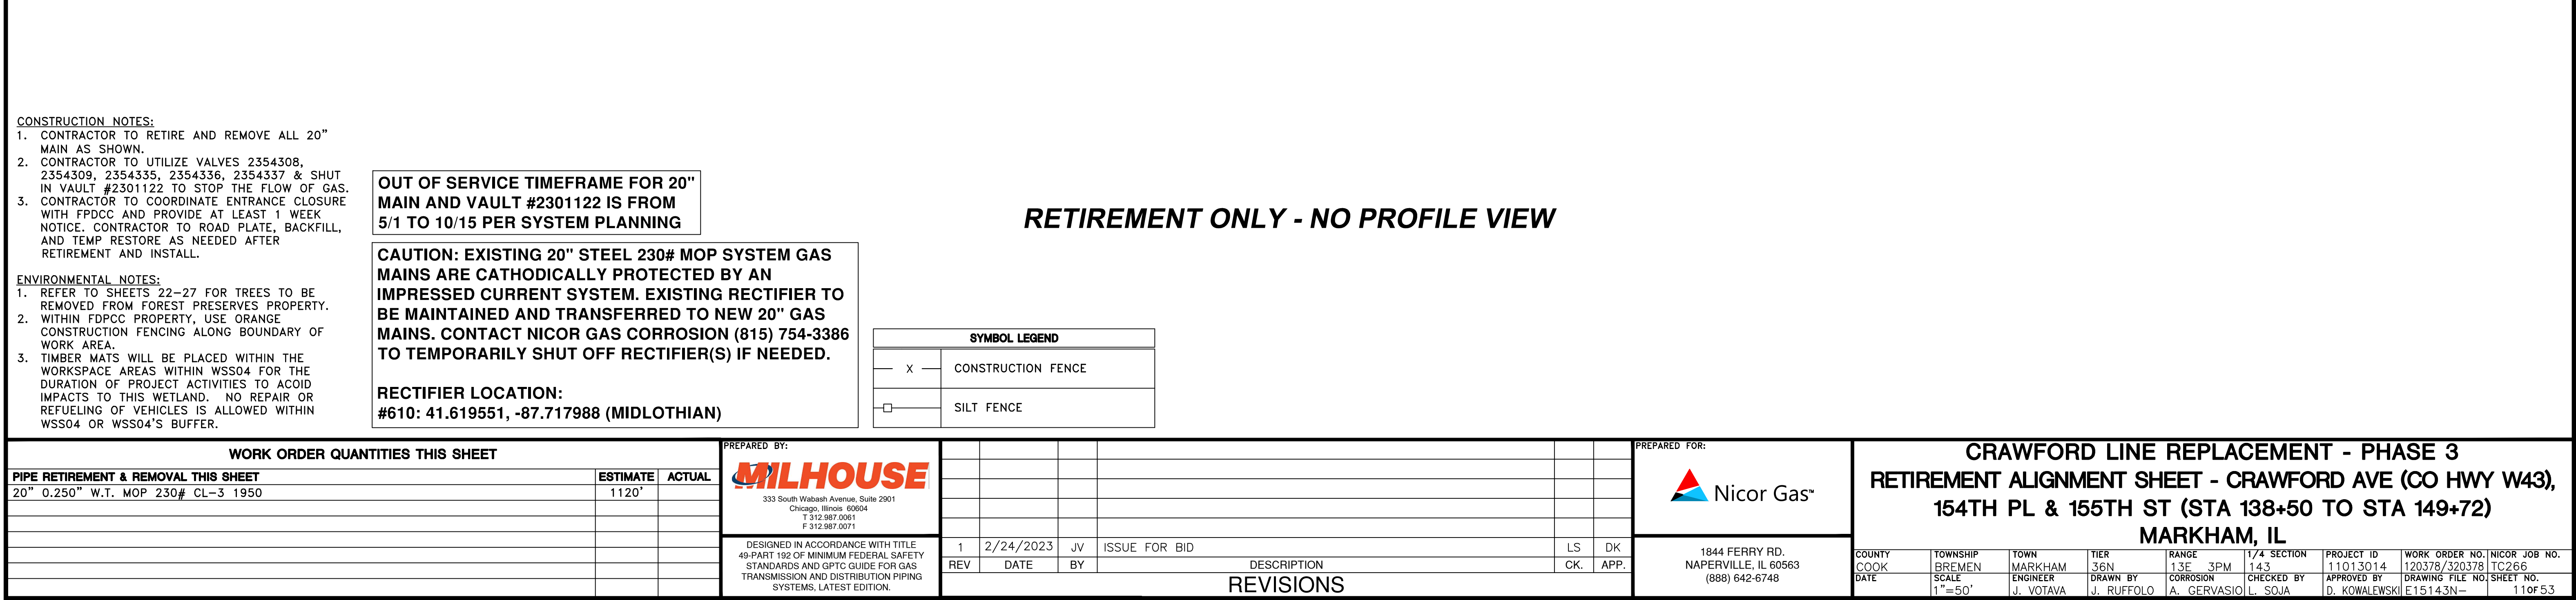 CONSTRUCTION NOTES:
1. CONTRACTOR TO RETIRE AND REMOVE ALL 20"
MAIN AS SHOWN.
2. CONTRACTOR TO UTILIZE VALVES 2354308,
2354309, 2354335, 2354336, 2354337 & SHUT
IN VAULT #2301122 TO STOP THE FLOW OF GAS.
3. CONTRACTOR TO COORDINATE ENTRANCE CLOSURE
WITH FPDCC AND PROVIDE AT LEAST 1 WEEK
NOTICE. CONTRACTOR TO ROAD PLATE, BACKFILL,
AND TEMP RESTORE AS NEEDED AFTER
RETIREMENT AND INSTALL.
ENVIRONMENTAL NOTES:
1. REFER TO SHEETS 22-27 FOR TREES TO BE
REMOVED FROM FOREST PRESERVES PROPERTY.
2. WITHIN FDPCC PROPERTY, USE ORANGE
CONSTRUCTION FENCING ALONG BOUNDARY OF
WORK AREA.
3. TIMBER MATS WILL BE PLACED WITHIN THE
WORKSPACE AREAS WITHIN WSS04 FOR THE
DURATION OF PROJECT ACTIVITIES TO ACOID
IMPACTS TO THIS WETLAND. NO REPAIR OR
REFUELING OF VEHICLES IS ALLOWED WITHIN
WSS04 OR WSS04'S BUFFER.
OUT OF SERVICE TIMEFRAME FOR 20"
MAIN AND VAULT #2301122 IS FROM
5/1 TO 10/15 PER SYSTEM PLANNING
CAUTION: EXISTING 20" STEEL 230# MOP SYSTEM GAS
MAINS ARE CATHODICALLY PROTECTED BY AN
IMPRESSED CURRENT SYSTEM. EXISTING RECTIFIER TO
BE MAINTAINED AND TRANSFERRED TO NEW 20" GAS
MAINS. CONTACT NICOR GAS CORROSION (815) 754-3386
TO TEMPORARILY SHUT OFF RECTIFIER(S) IF NEEDED.
RECTIFIER LOCATION:
#610: 41.619551, -87.717988 (MIDLOTHIAN)
RETIREMENT ONLY - NO PROFILE VIEW
SYMBOL LEGEND
X CONSTRUCTION FENCE
SILT FENCE
WORK ORDER QUANTITIES THIS SHEET
PIPE RETIREMENT & REMOVAL THIS SHEET ESTIMATE ACTUAL
20" 0.250" W.T. MOP 230# CL-3 1950 1120'
PREPARED BY:
MILHOUSE
333 South Wabash Avenue, Suite 2901
Chicago, Illinois 60604
T 312.987.0061
F 312.987.0071
DESIGNED IN ACCORDANCE WITH TITLE
49-PART 192 OF MINIMUM FEDERAL SAFETY
STANDARDS AND GPTC GUIDE FOR GAS
TRANSMISSION AND DISTRIBUTION PIPING
SYSTEMS, LATEST EDITION.
1 2/24/2023 JV ISSUE FOR BID LS DK
REV DATE BY DESCRIPTION CK. APP.
REVISIONS
PREPARED FOR:
Nicor Gas™
1844 FERRY RD.
NAPERVILLE, IL 60563
(888) 642-6748
CRAWFORD LINE REPLACEMENT - PHASE 3
RETIREMENT ALIGNMENT SHEET - CRAWFORD AVE (CO HWY W43),
154TH PL & 155TH ST (STA 138+50 TO STA 149+72)
MARKHAM, IL
COUNTY TOWNSHIP TOWN TIER RANGE 1/4 SECTION PROJECT ID WORK ORDER NO. NICOR JOB NO.
COOK BREMEN MARKHAM 36N 13E 3PM 143 11013014 120378/320378 TC266
DATE SCALE ENGINEER DRAWN BY CORROSION CHECKED BY APPROVED BY DRAWING FILE NO. SHEET NO.
1"=50' J. VOTAVA J. RUFFOLO A. GERVASIO L. SOJA D. KOWALEWSKI E15143N- 11 OF 53